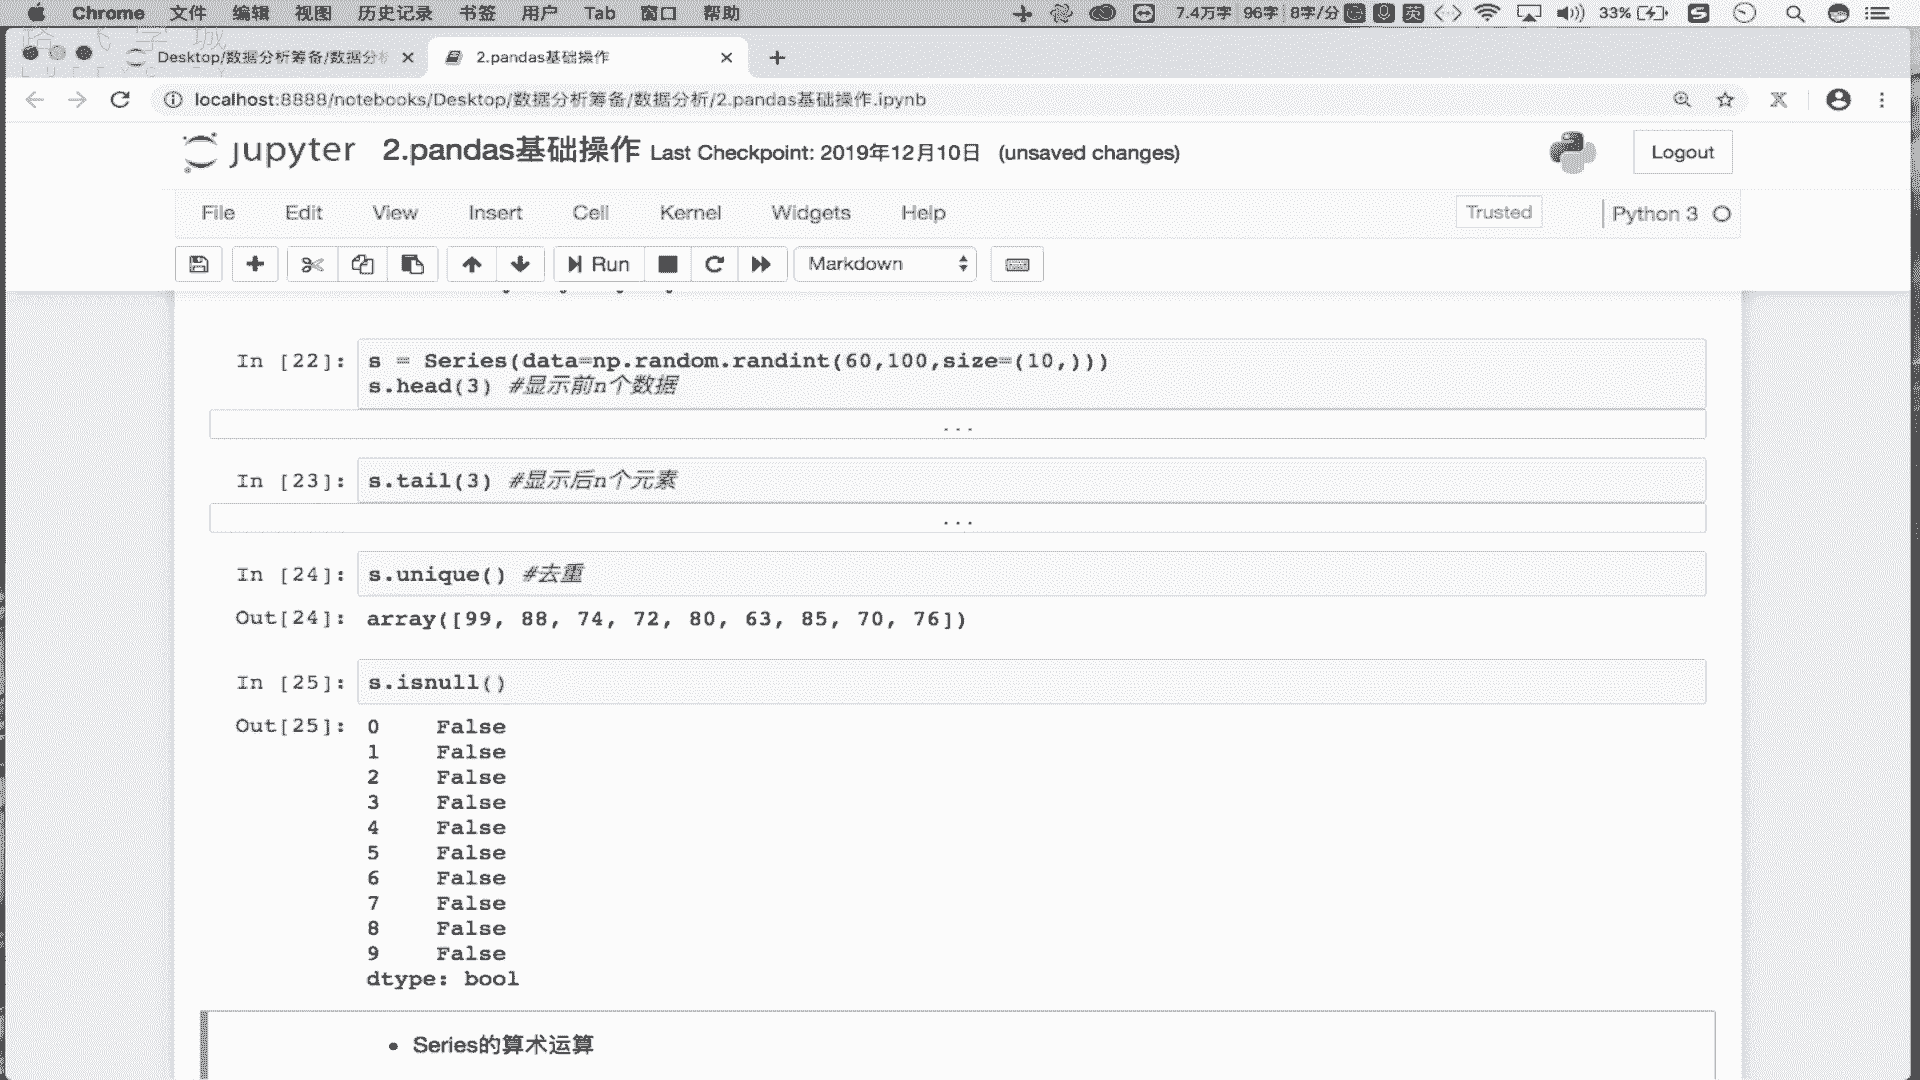 Chrome 文件 编辑 视图 历史记录 书签 用户 Tab 窗口 帮助 7.4万字 96字 8字/分 英 33%
Desktop/数据分析筹备/数据分析 2.pandas基础操作
localhost:8888/notebooks/Desktop/数据分析筹备/数据分析/2.pandas基础操作.ipynb
jupyter 2.pandas基础操作 Last Checkpoint: 2019年12月10日 (unsaved changes) Logout
File Edit View Insert Cell Kernel Widgets Help Trusted Python 3
Run Markdown
In [22]: s = Series(data=np.random.randint(60,100,size=(10,)))
s.head(3) #显示前n个数据
...
In [23]: s.tail(3) #显示后n个元素
...
In [24]: s.unique() #去重
Out[24]: array([99, 88, 74, 72, 80, 63, 85, 70, 76])
In [25]: s.isnull()
Out[25]: 0 False
1 False
2 False
3 False
4 False
5 False
6 False
7 False
8 False
9 False
dtype: bool
• Series的算术运算